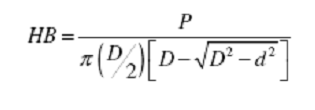 HB = P / π(D/2)[D-√D²-d²]